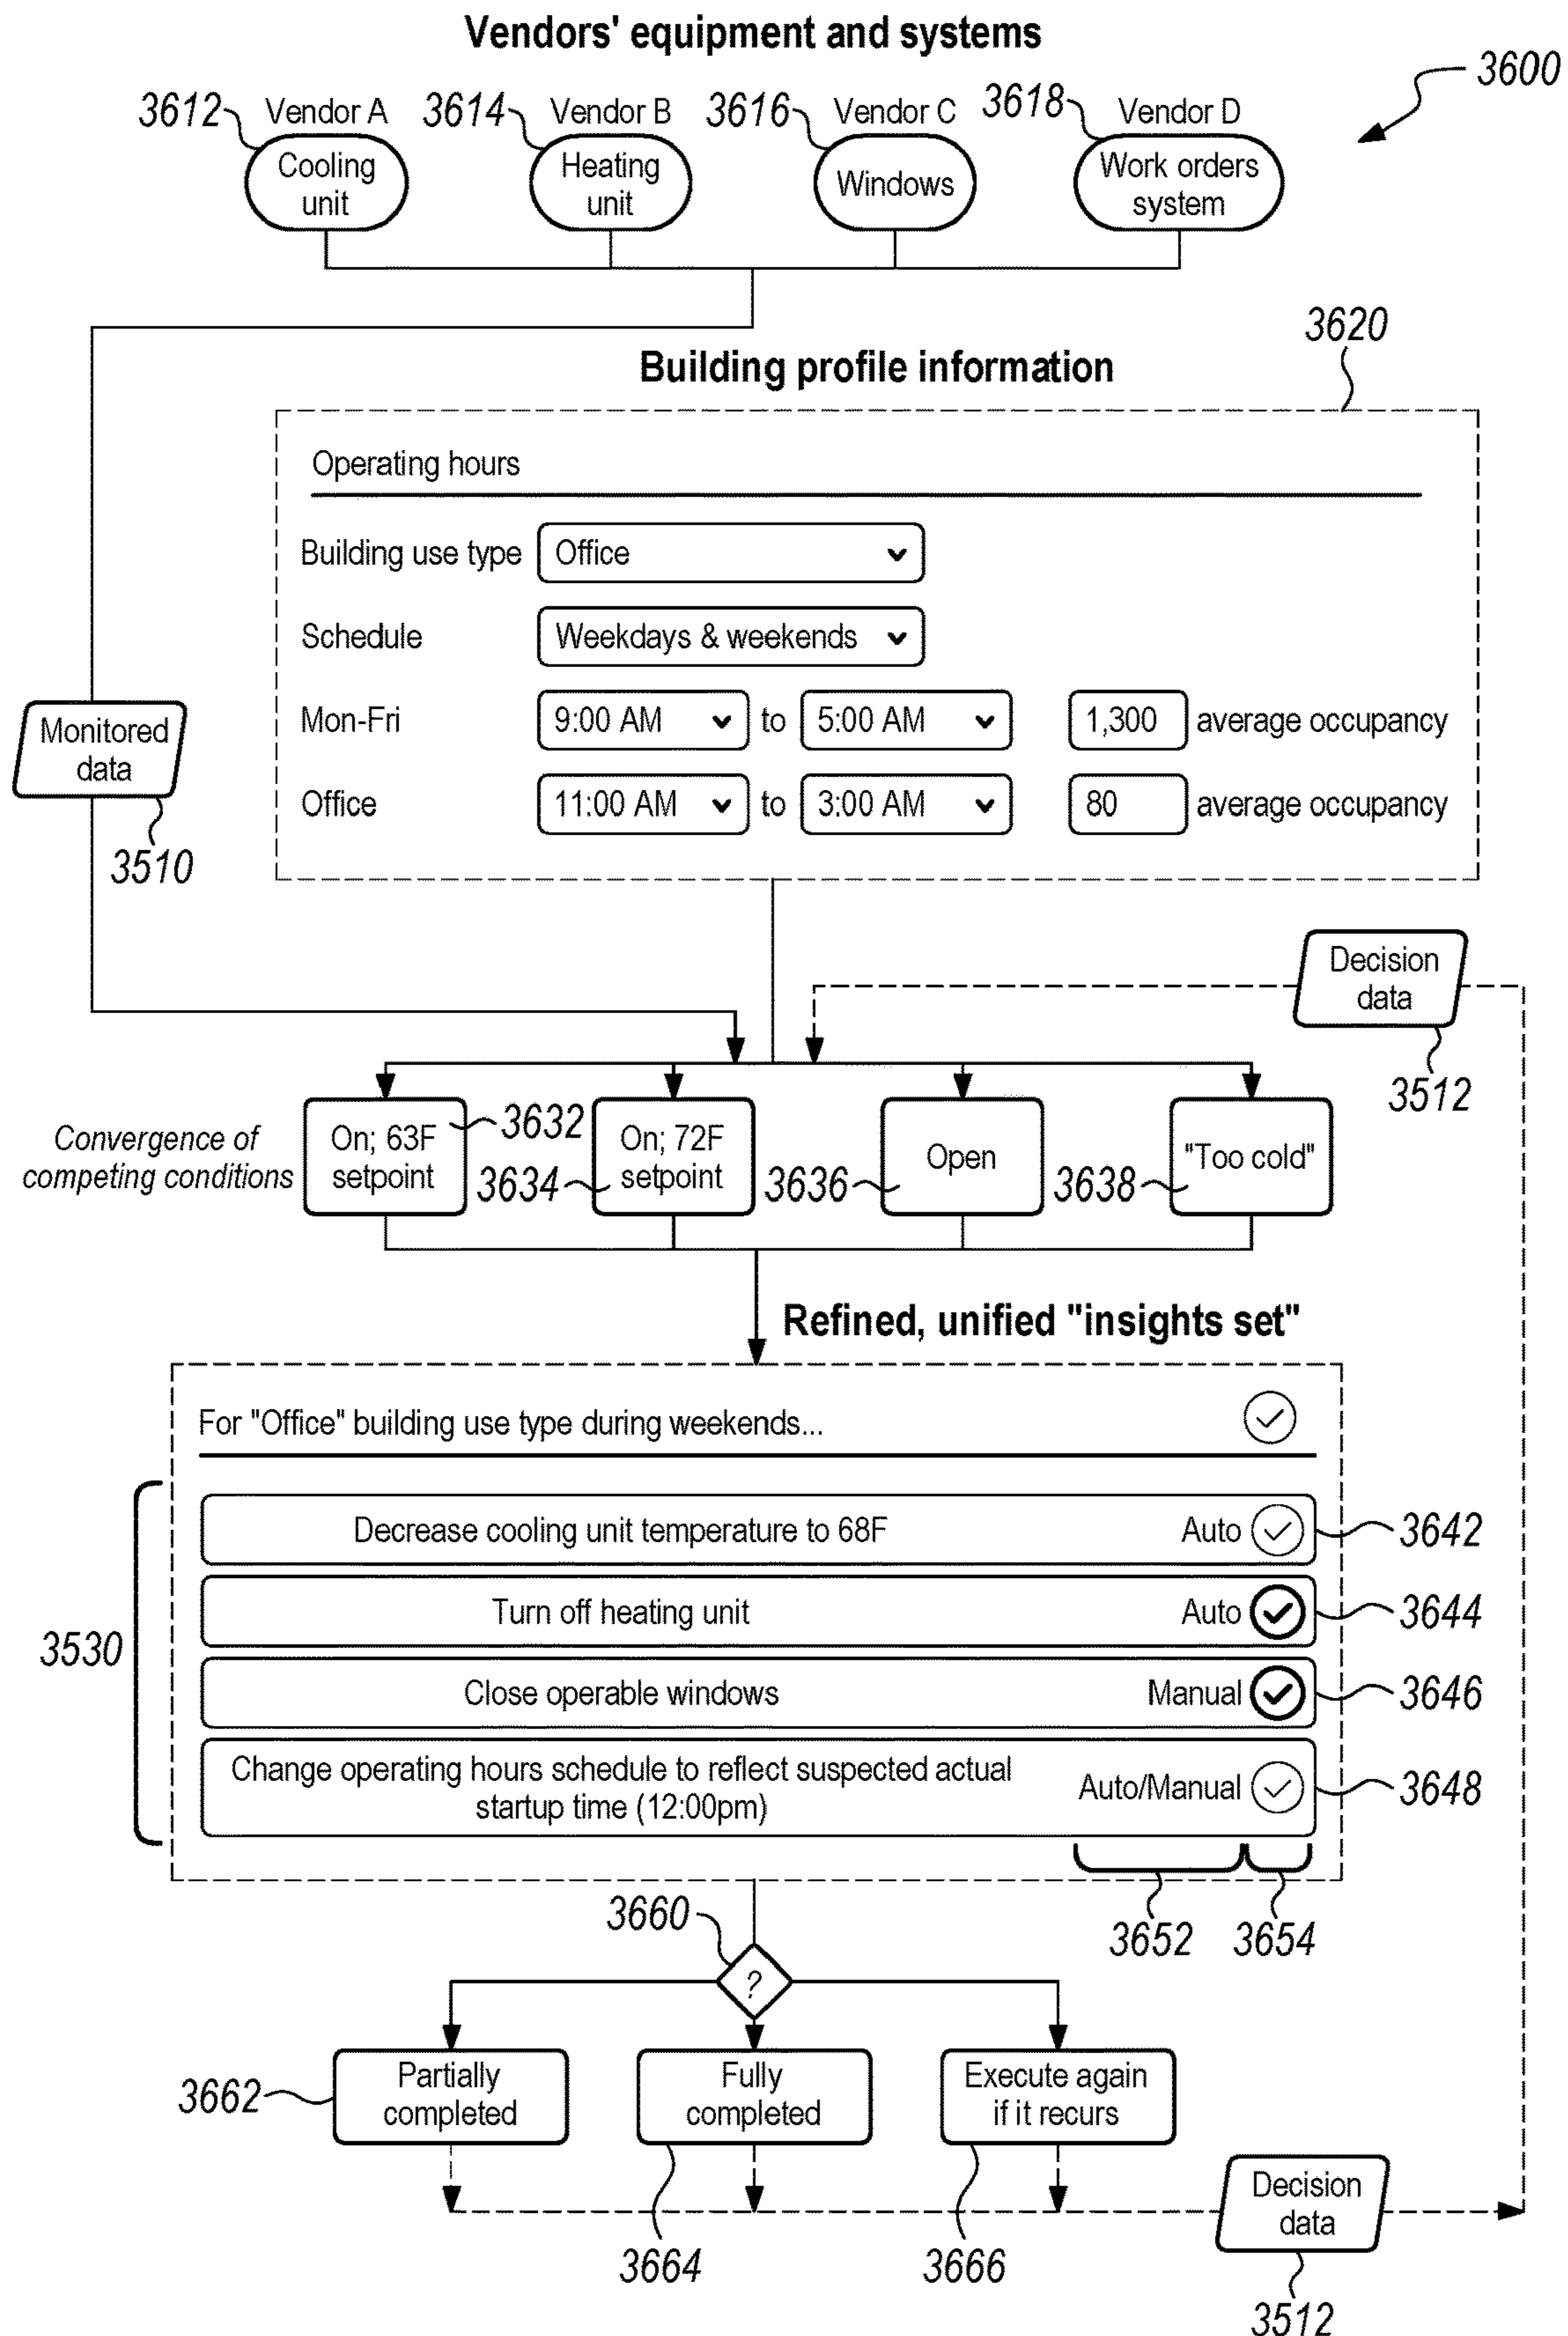 Vendors' equipment and systems
3600
3612 Vendor A
3614 Vendor B
3616 Vendor C
3618 Vendor D
Cooling
unit
Heating
unit
Windows
Work orders
system
3620
Building profile information
Operating hours
Building use type Office
Schedule Weekdays & weekends
Mon-Fri 9:00 AM to 5:00 AM 1,300 average occupancy
Office 11:00 AM to 3:00 AM 80 average occupancy
Monitored
data
3510
Decision
data
3512
Convergence of
competing conditions
On; 63F
setpoint
3632
On; 72F
setpoint
3634
Open
3636
"Too cold"
3638
Refined, unified "insights set"
For "Office" building use type during weekends...
3530
Decrease cooling unit temperature to 68F Auto 3642
Turn off heating unit Auto 3644
Close operable windows Manual 3646
Change operating hours schedule to reflect suspected actual
startup time (12:00pm)
Auto/Manual 3648
3652 3654
3660
?
3662
Partially
completed
Fully
completed
Execute again
if it recurs
3664
3666
Decision
data
3512